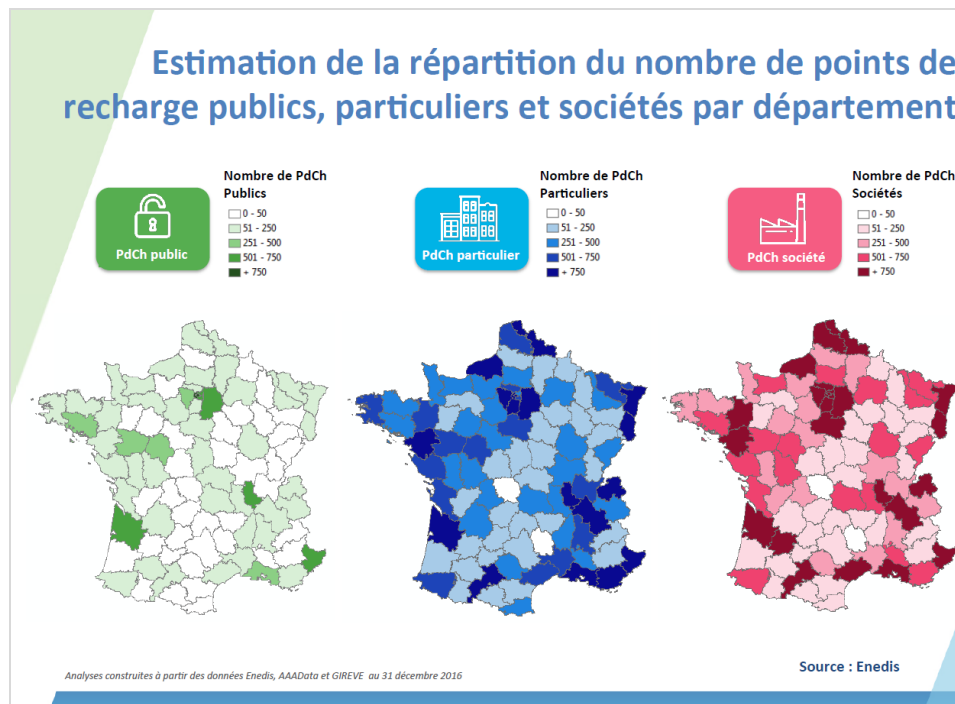 Estimation de la répartition du nombre de points de
recharge publics, particuliers et sociétés par département
PdCh public
Nombre de PdCh
Publics
0 - 50
51 - 250
251 - 500
501 - 750
+ 750
PdCh particulier
Nombre de PdCh
Particuliers
0 - 50
51 - 250
251 - 500
501 - 750
+ 750
PdCh société
Nombre de PdCh
Sociétés
0 - 50
51 - 250
251 - 500
501 - 750
+ 750
Analyses construites à partir des données Enedis, AAAData et GIREVE au 31 décembre 2016
Source : Enedis